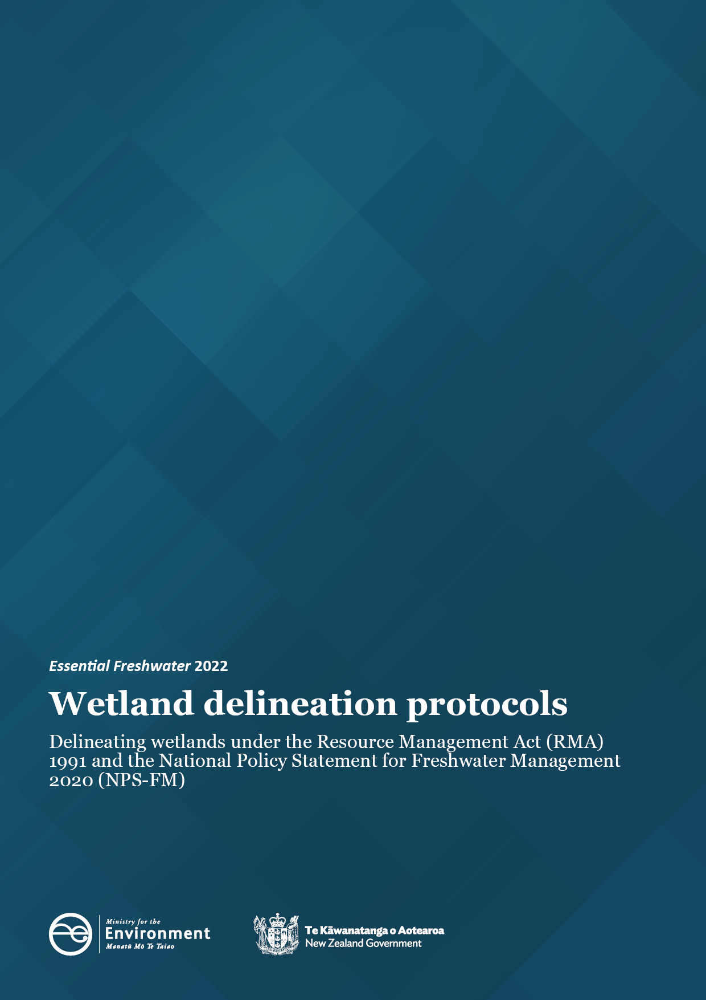 Essential Freshwater 2022
Wetland delineation protocols
Delineating wetlands under the Resource Management Act (RMA)
1991 and the National Policy Statement for Freshwater Management
2020 (NPS-FM)
Ministry for the
Environment
Manatū Mō Te Taiao
Te Kāwanatanga o Aotearoa
New Zealand Government